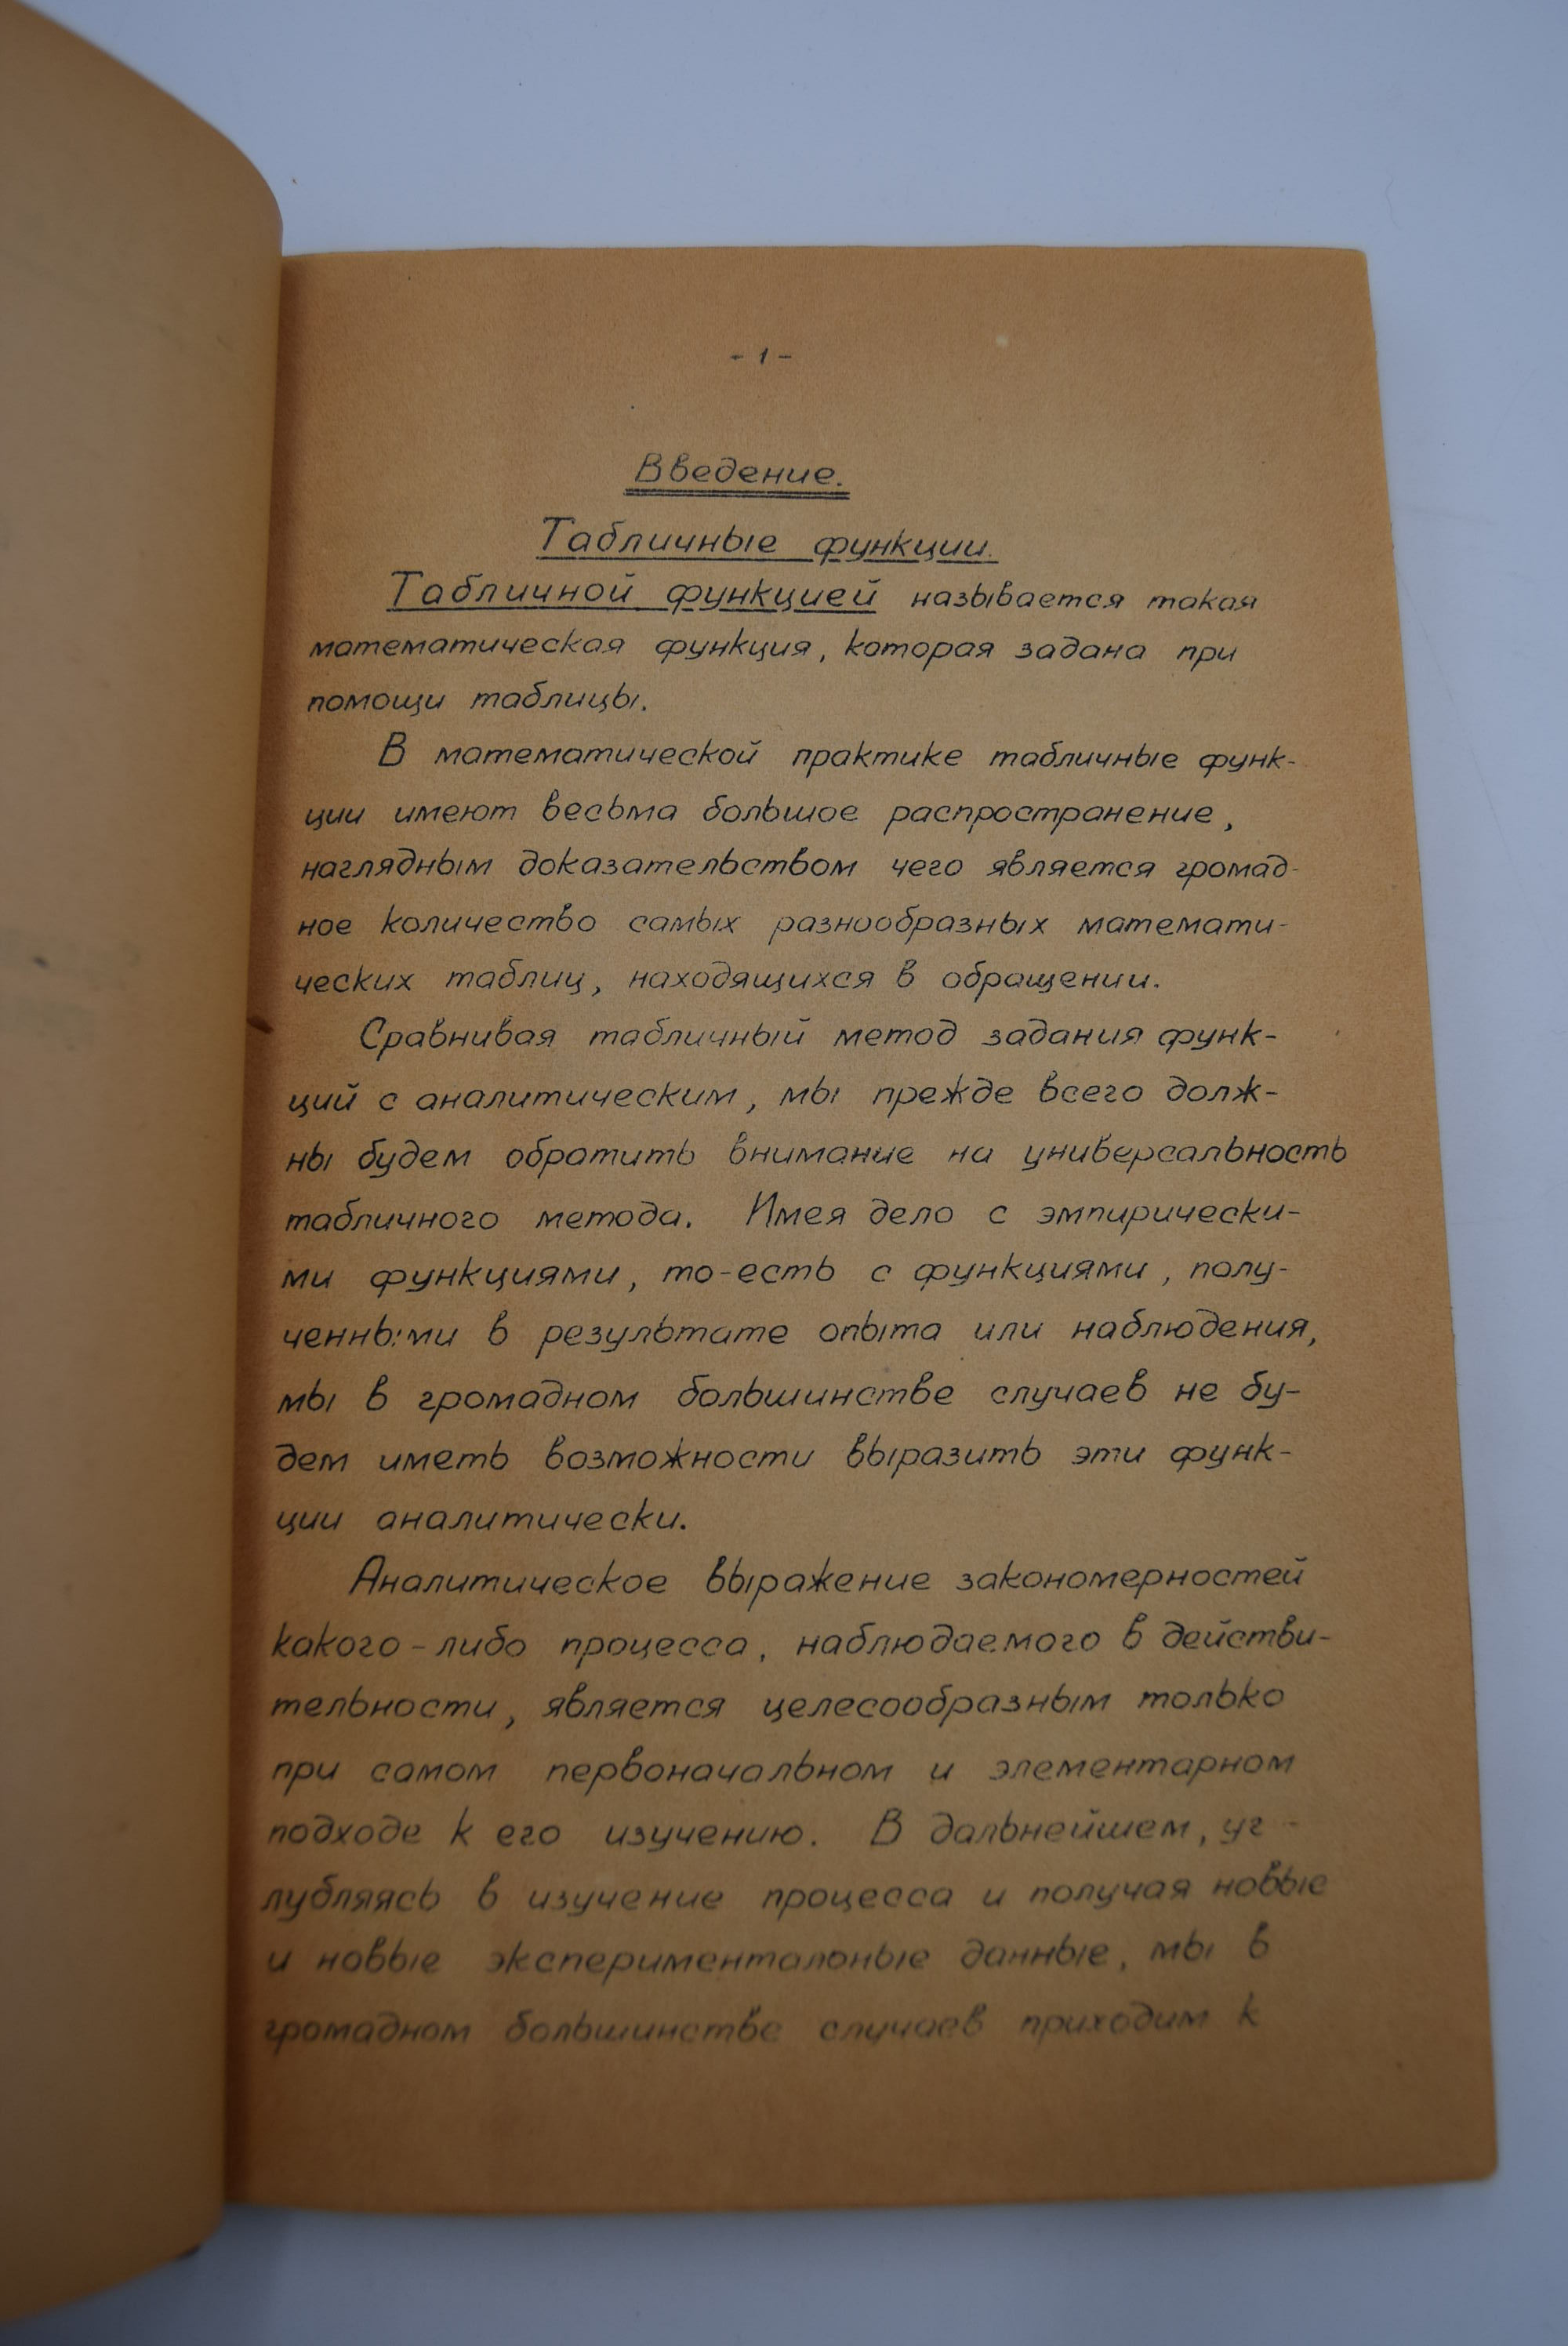 - 1 -
Введение.
Табличные функции.
Табличной функцией называется такая
математическая функция, которая задана при
помощи таблицы.
В математической практике табличные функ-
ции имеют весьма большое распространение,
наглядным доказательством чего является громад-
ное количество самых разнообразных математи-
ческих таблиц, находящихся в обращении.
Сравнивая табличный метод задания функ-
ций с аналитическим, мы прежде всего долж-
ны будем обратить внимание на универсальность
табличного метода. Имея дело с эмпирически-
ми функциями, то-есть с функциями, полу-
ченными в результате опыта или наблюдения,
мы в громадном большинстве случаев не бу-
дем иметь возможности выразить эти функ-
ции аналитически.
Аналитическое выражение закономерностей
какого-либо процесса, наблюдаемого в действи-
тельности, является целесообразным только
при самом первоначальном и элементарном
подходе к его изучению. В дальнейшем, уг-
лубляясь в изучение процесса и получая новые
и новые экспериментальные данные, мы в
громадном большинстве случаев приходим к